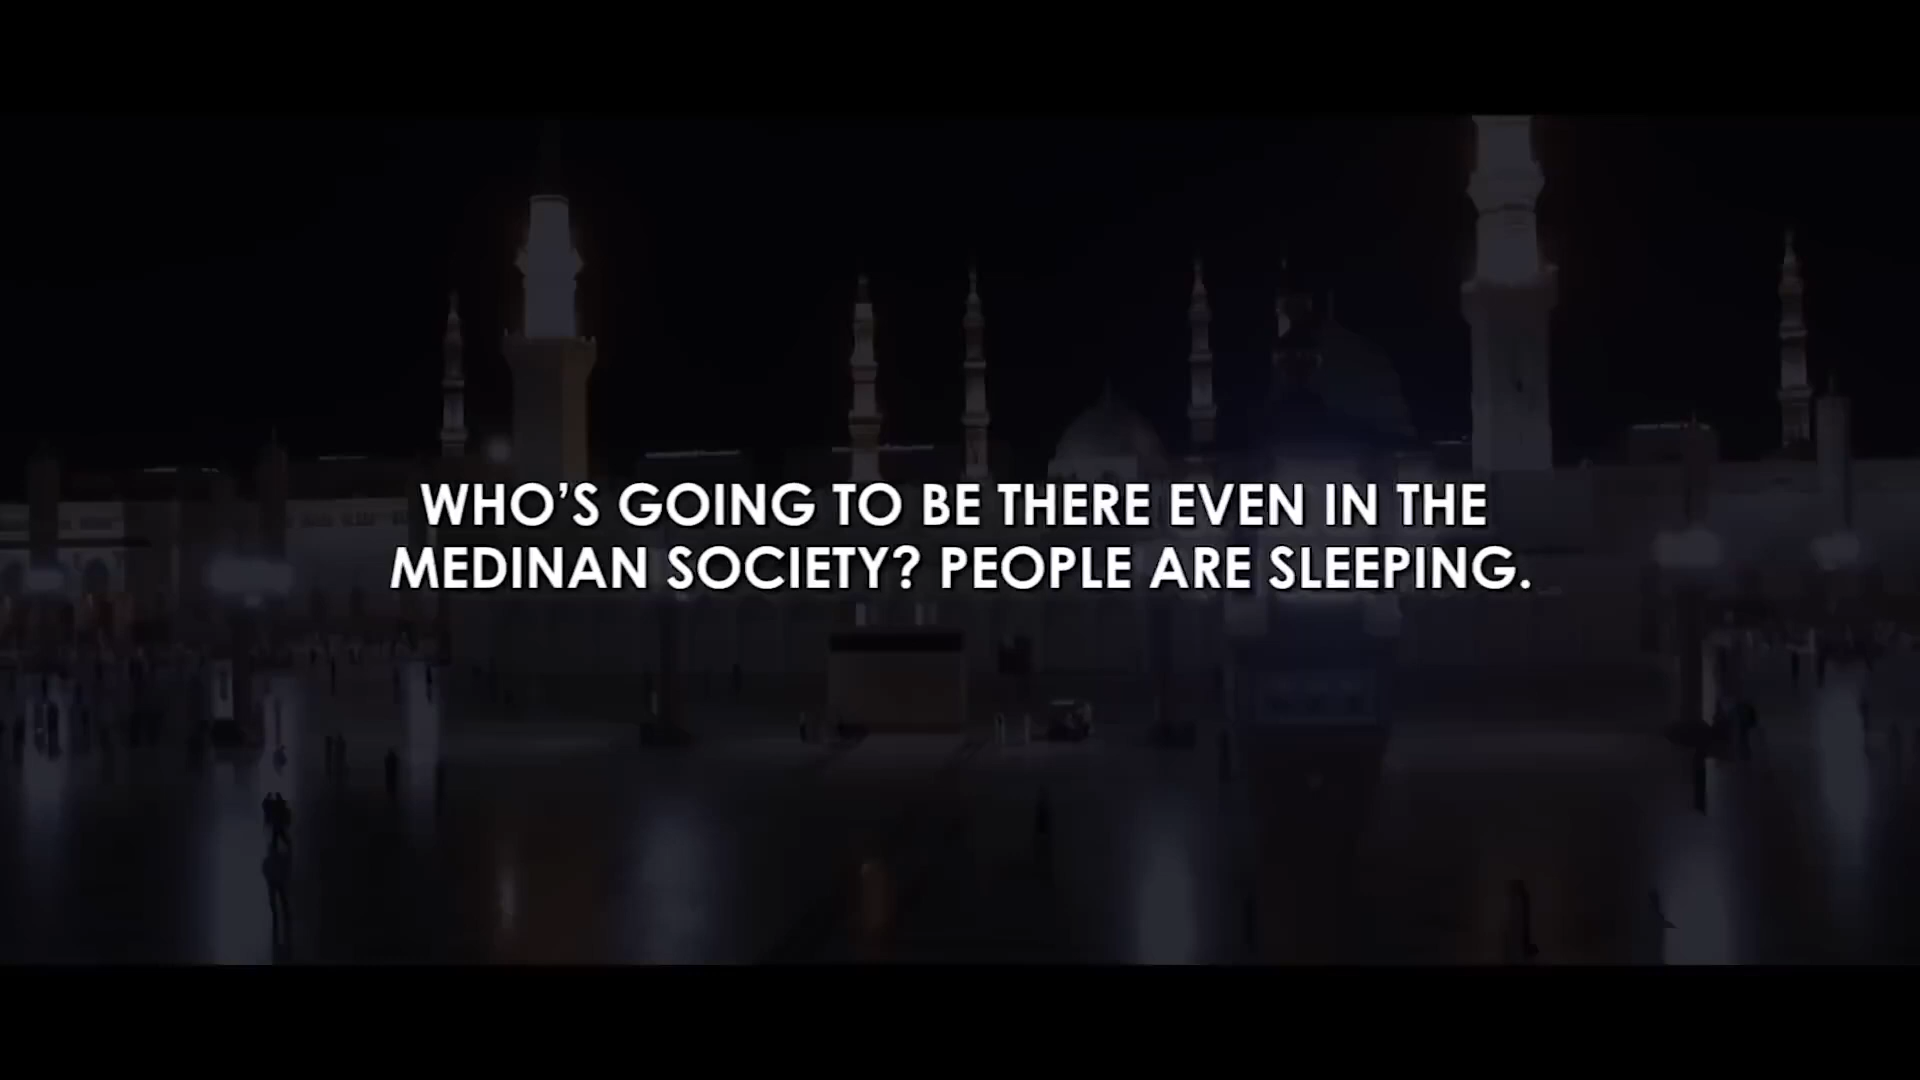 WHO’S GOING TO BE THERE EVEN IN THE
MEDINAN SOCIETY? PEOPLE ARE SLEEPING.